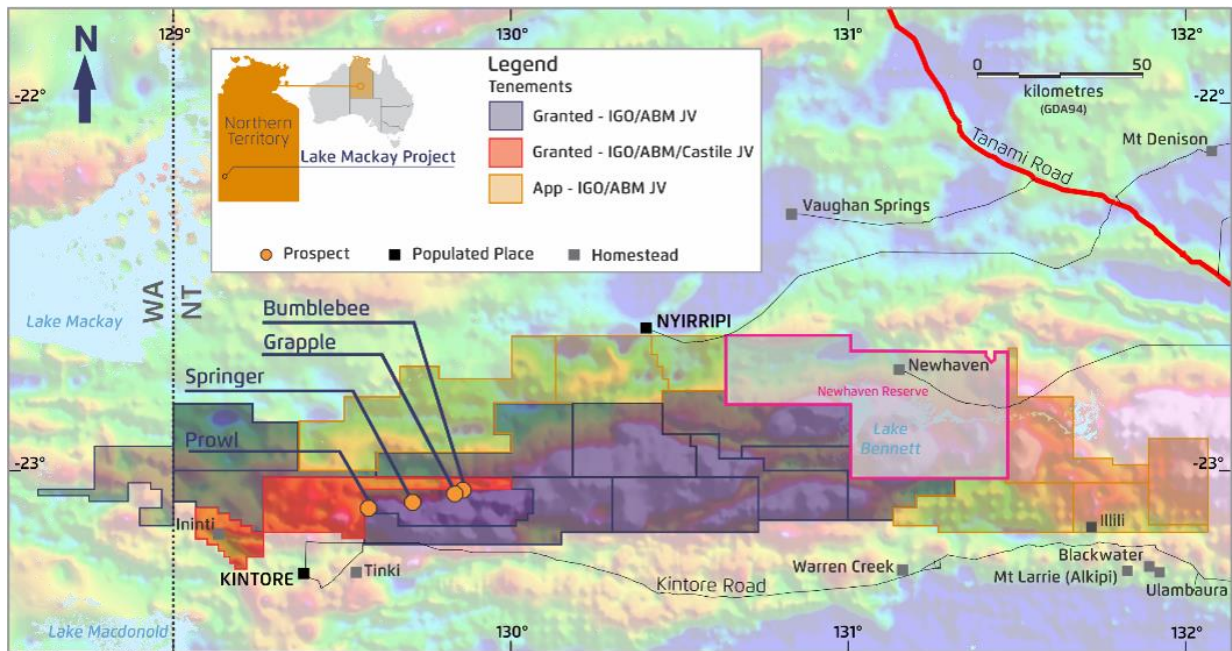 129°
130°
131°
132°
N
-22°
-22°
Northern
Territory
Lake Mackay Project
Legend
Tenements
Granted - IGO/ABM JV
Granted - IGO/ABM/Castile JV
App - IGO/ABM JV
Prospect
Populated Place
Homestead
0
50
kilometres
(GDA94)
Mt Denison
Tanami Road
Vaughan Springs
WA
NT
Lake Mackay
Bumblebee
Grapple
Springer
Prowl
NYIRRIPI
Newhaven
Newhaven Reserve
Lake
Bennett
-23°
-23°
Ininti
KINTORE
Tinki
Kintore Road
Warren Creek
Illili
Blackwater
Mt Larrie (Alkipi)
Ulambaura
Lake Macdonold
129°
130°
131°
132°